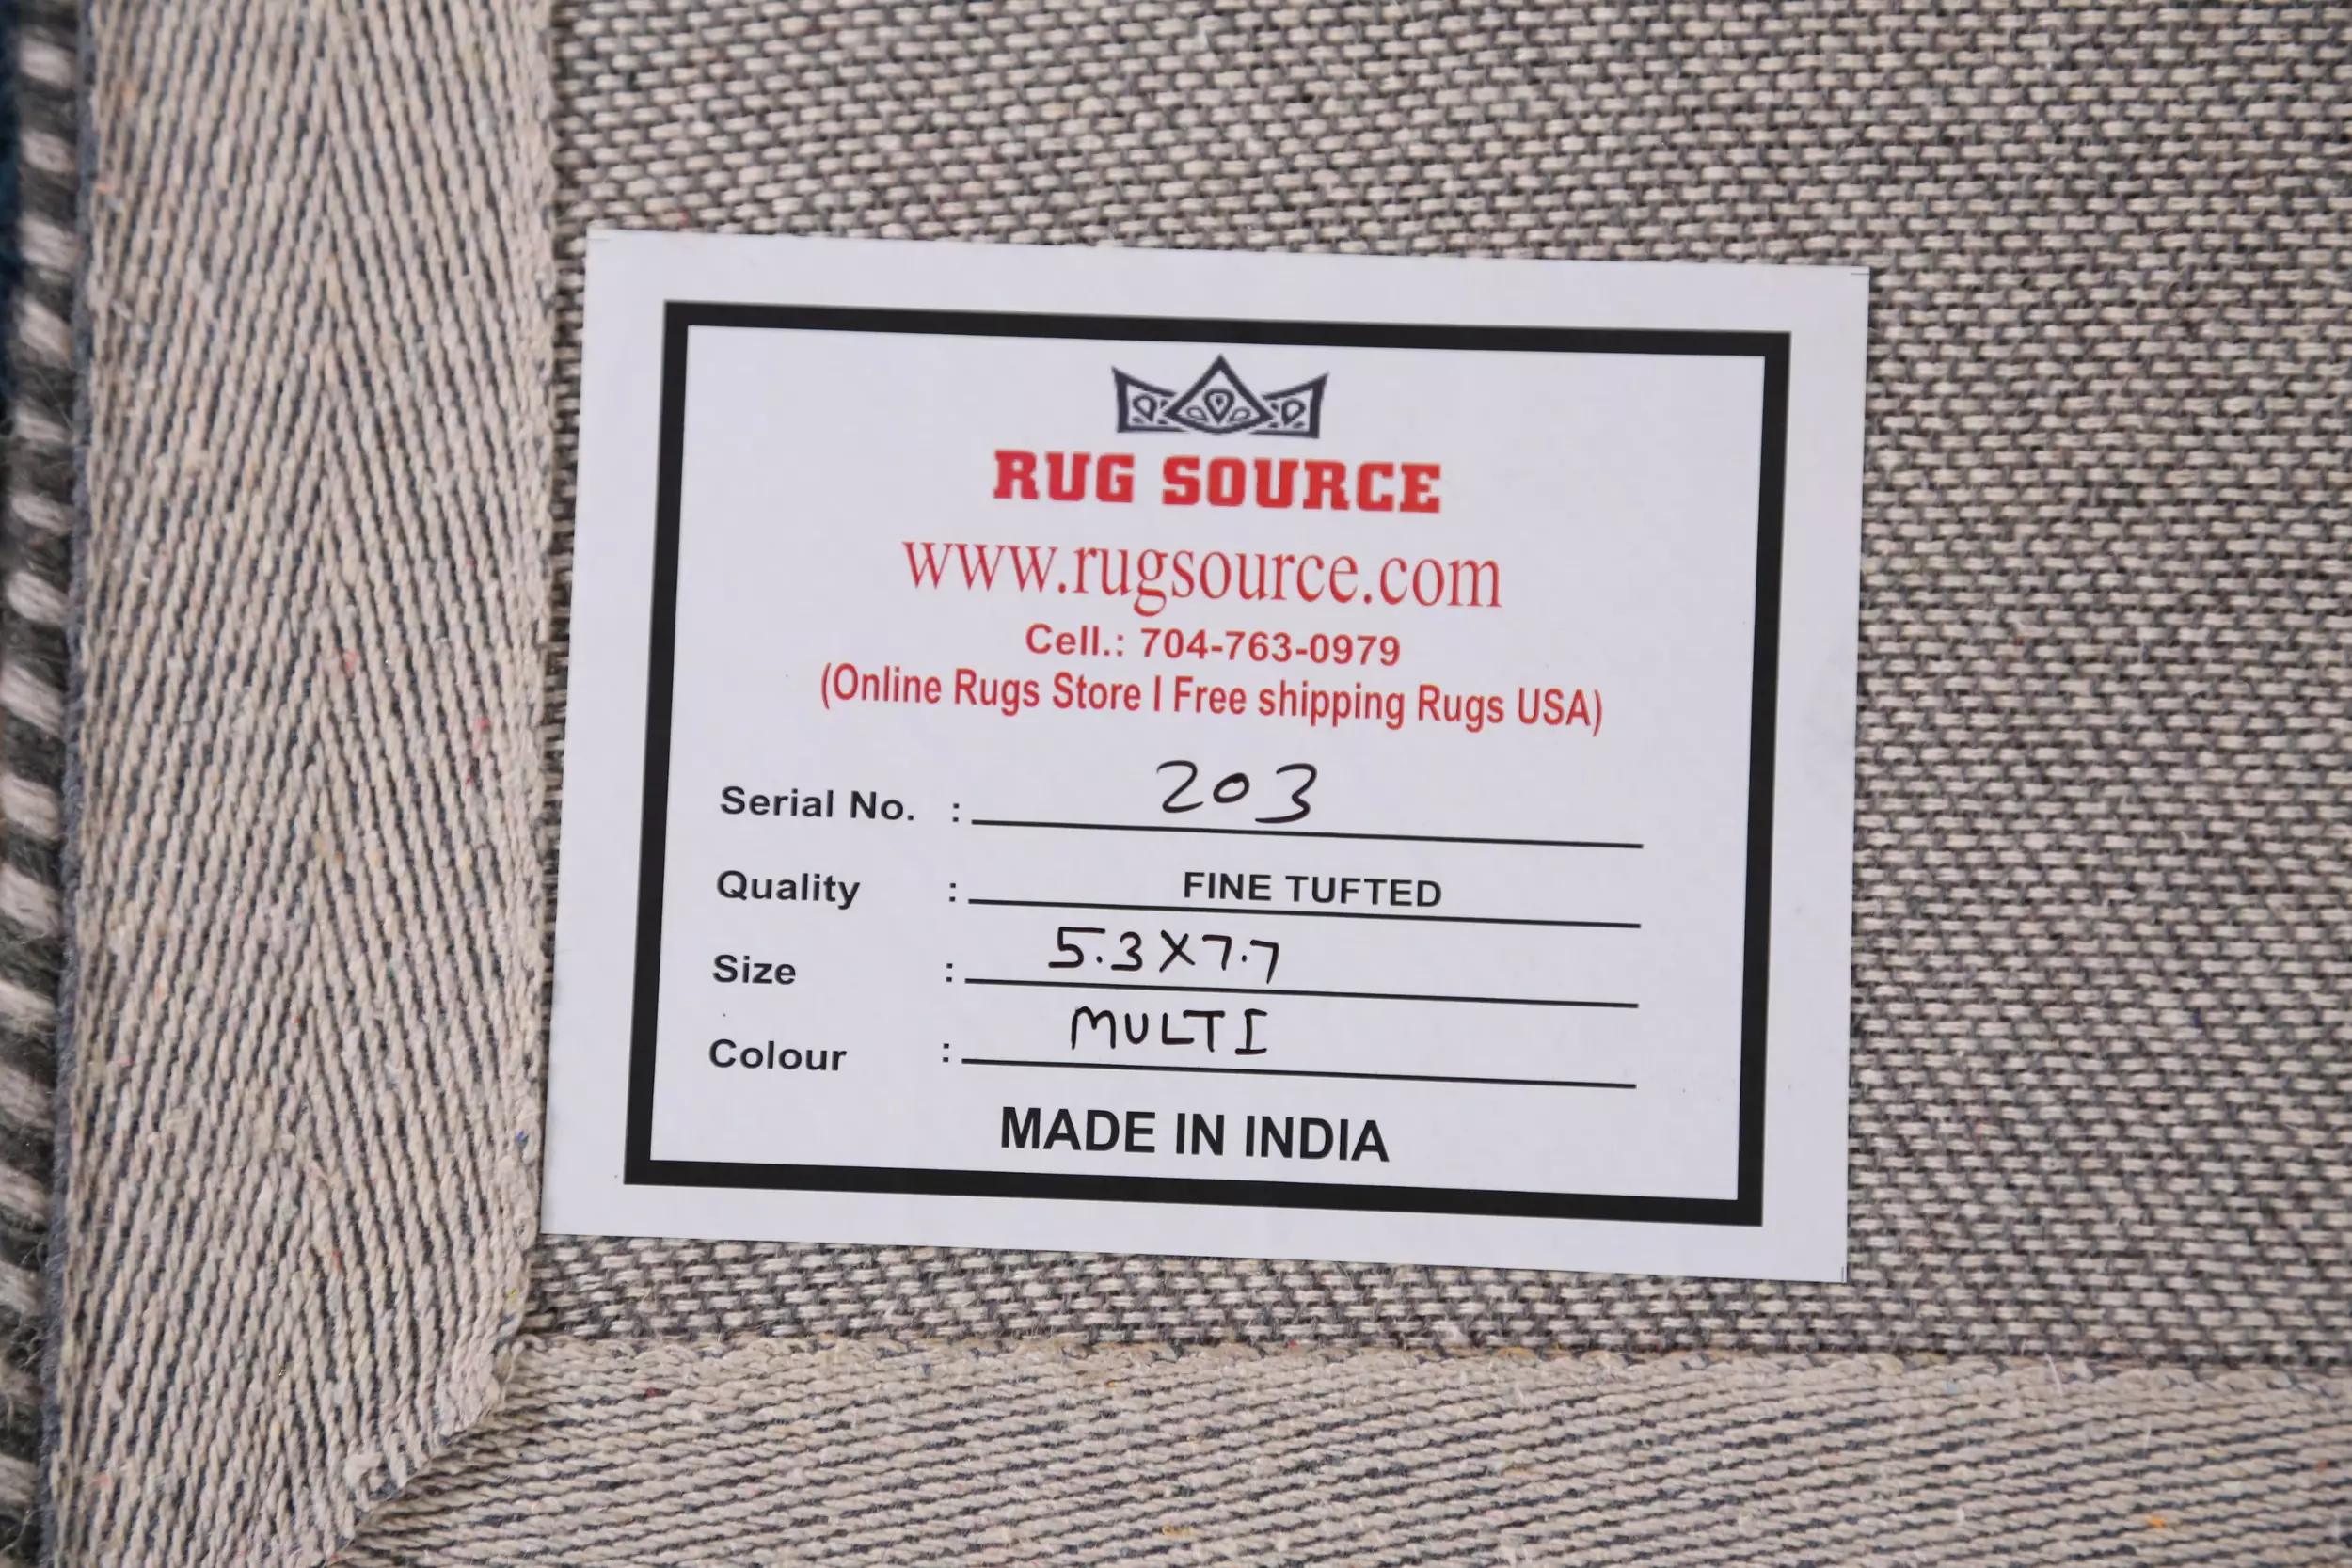 RUG SOURCE
www.rugsource.com
Cell.: 704-763-0979
(Online Rugs Store I Free shipping Rugs USA)
Serial No. : 203
Quality : FINE TUFTED
Size : 5.3X7.7
Colour : MULTI
MADE IN INDIA